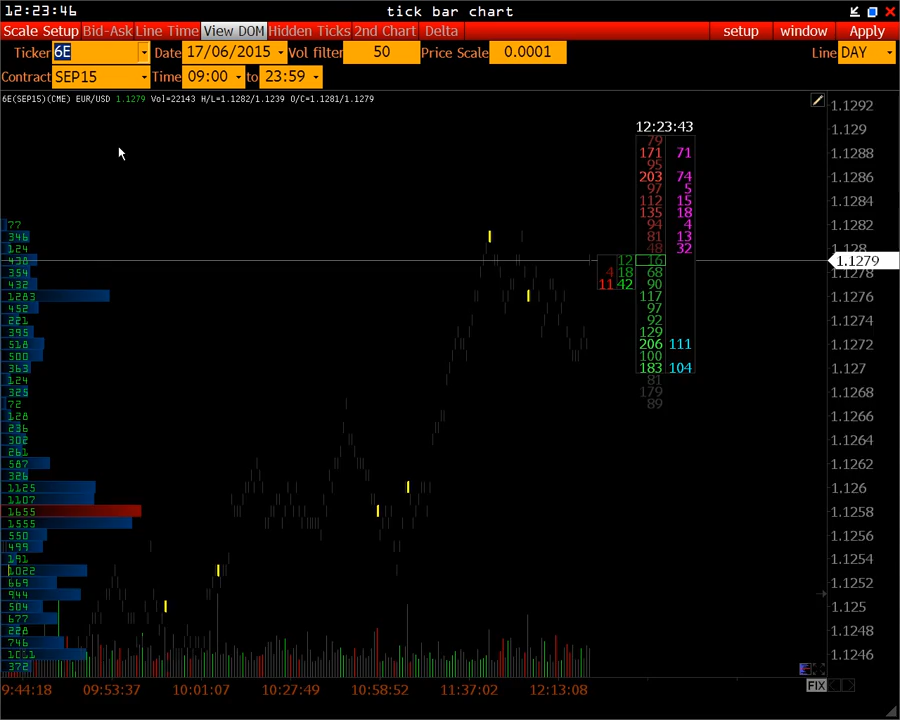 12:23:46 tick bar chart
Scale Setup Bid-Ask Line Time View DOM Hidden Ticks 2nd Chart Delta setup window Apply
Ticker 6E Date 17/06/2015 Vol filter 50 Price Scale 0.0001 Line DAY
Contract SEP15 Time 09:00 to 23:59
6E(SEP15)(CME) EUR/USD 1.1279 Vol=22143 H/L=1.1282/1.1239 O/C=1.1281/1.1279
1.1292
12:23:43 1.129
79
171 71 1.1288
95
203 74 1.1286
97 5
112 15 1.1284
135 18
77 94 4 1.1282
346 81 13
124 48 32 1.128
430 12 16 1.1279
354 4 18 68 1.1278
432 11 42 90
1283 117 1.1276
452 97
221 92 1.1274
395 129
518 206 111 1.1272
500 100
363 183 104 1.127
124 81
325 179 1.1268
72 89
128 1.1266
236
302 1.1264
261
587 1.1262
326
1125 1.126
1107
1655 1.1258
1555
550 1.1256
499
191 1.1254
1022
669 1.1252
944
504 1.125
677
228 1.1248
746
1.1246
372
FIX
9:44:18 09:53:37 10:01:07 10:27:49 10:58:52 11:37:02 12:13:08